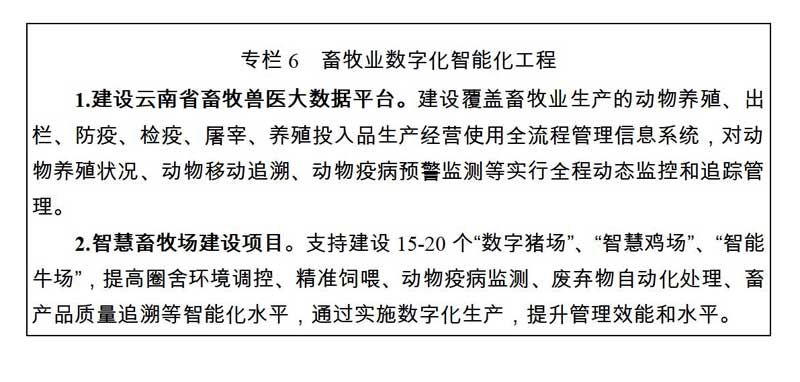 专栏 6　畜牧业数字化智能化工程
1.建设云南省畜牧兽医大数据平台。建设覆盖畜牧业生产的动物养殖、出
栏、防疫、检疫、屠宰、养殖投入品生产经营使用全流程管理信息系统，对动
物养殖状况、动物移动追溯、动物疫病预警监测等实行全程动态监控和追踪管
理。
2.智慧畜牧场建设项目。支持建设 15-20 个“数字猪场”、“智慧鸡场”、“智能
牛场”，提高圈舍环境调控、精准饲喂、动物疫病监测、废弃物自动化处理、畜
产品质量追溯等智能化水平，通过实施数字化生产，提升管理效能和水平。